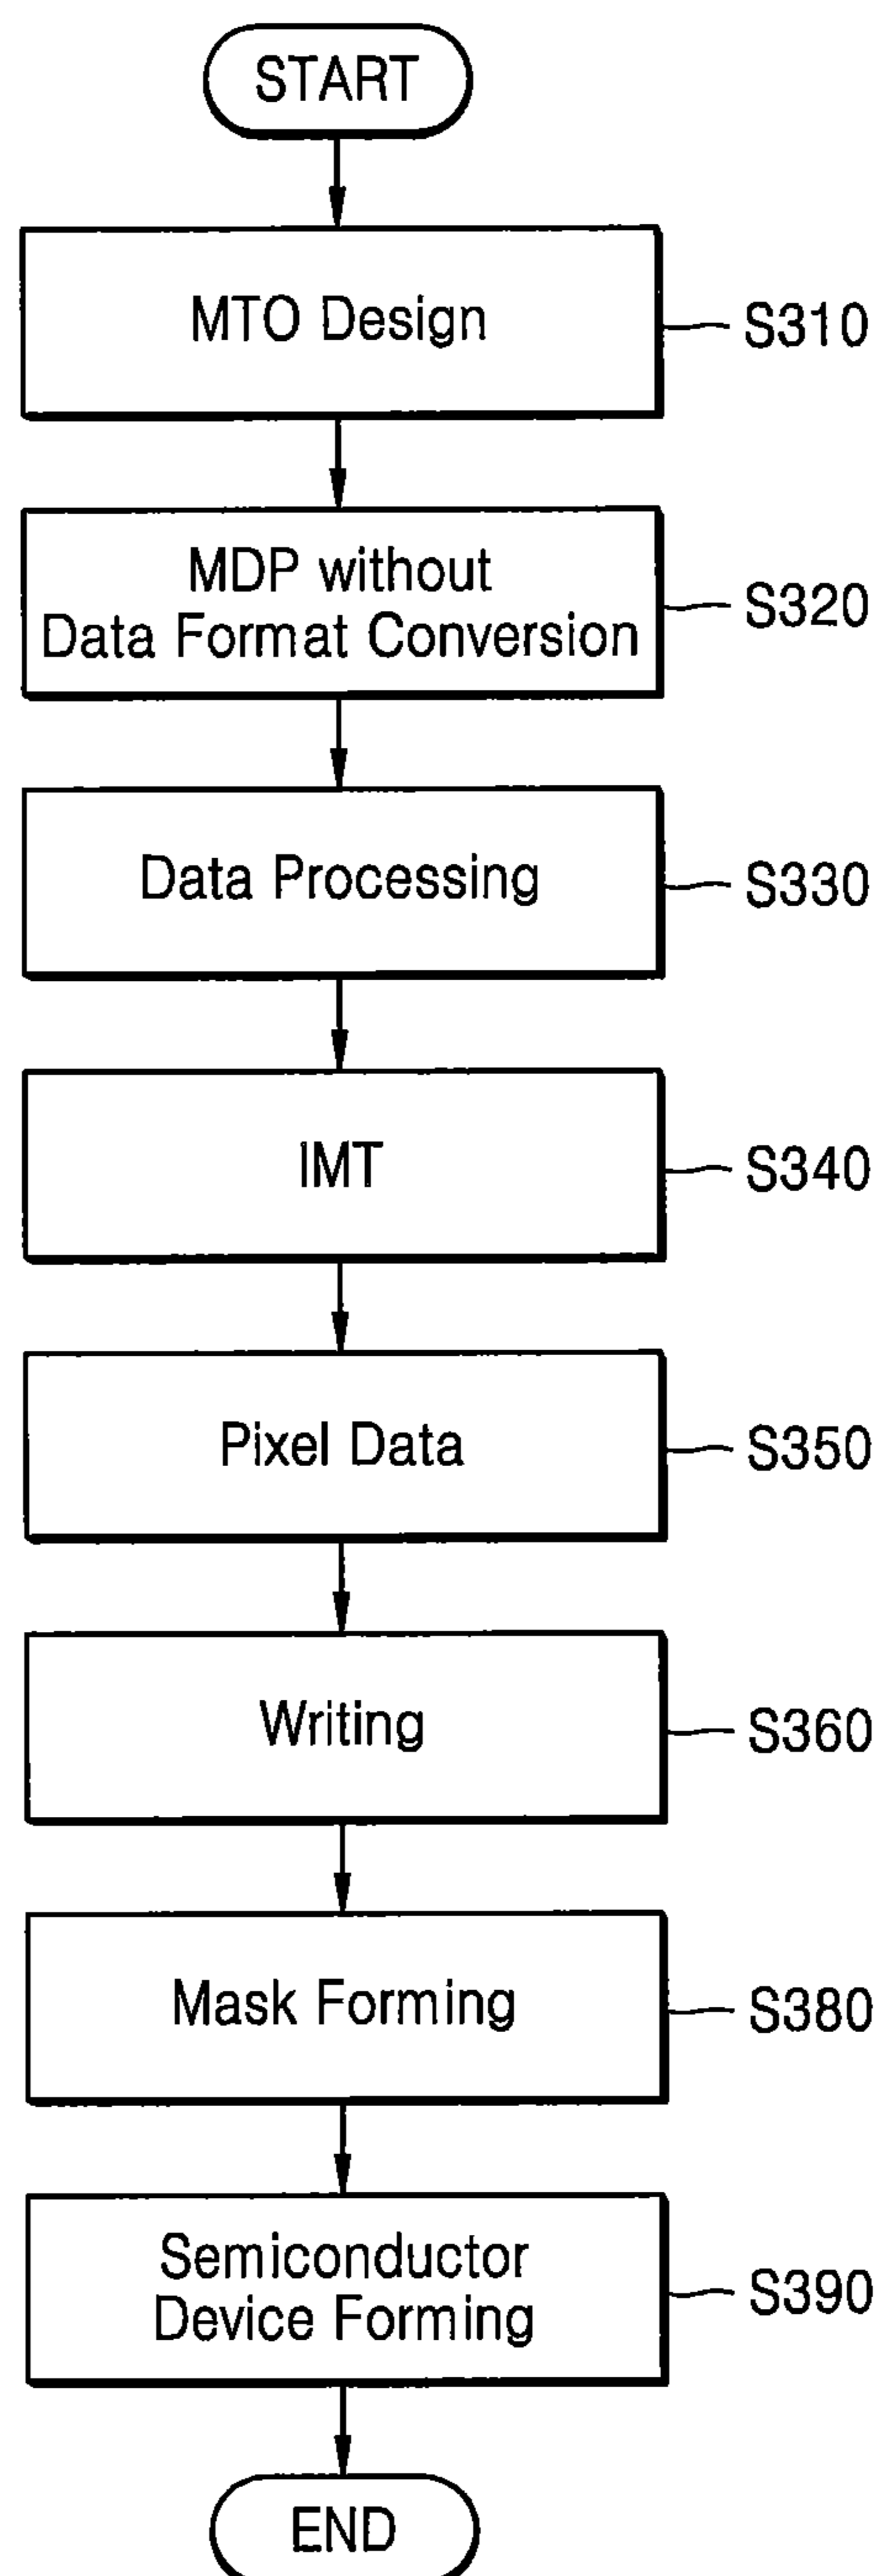 START
MTO Design
S310
MDP without
Data Format Conversion
S320
Data Processing
S330
IMT
S340
Pixel Data
S350
Writing
S360
Mask Forming
S380
Semiconductor
Device Forming
S390
END